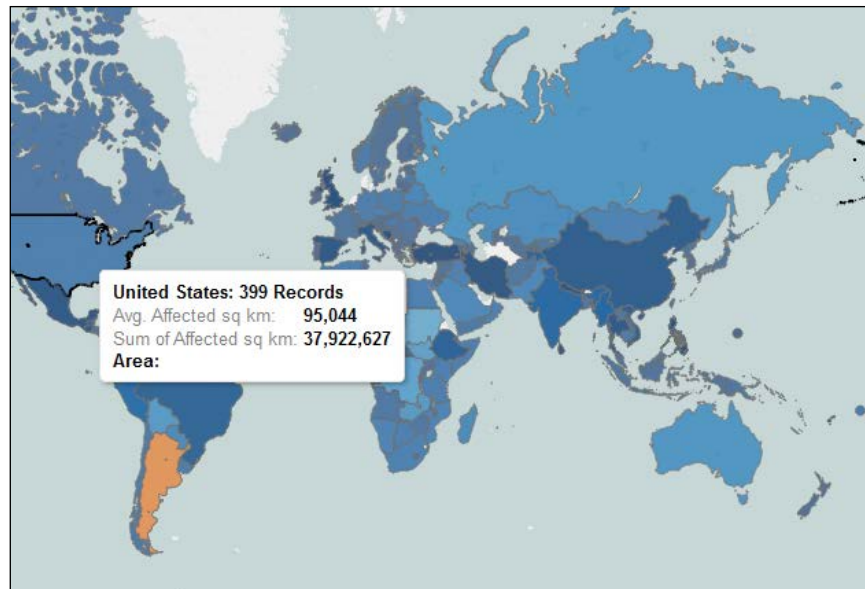 United States: 399 Records
Avg. Affected sq km: 95,044
Sum of Affected sq km: 37,922,627
Area: